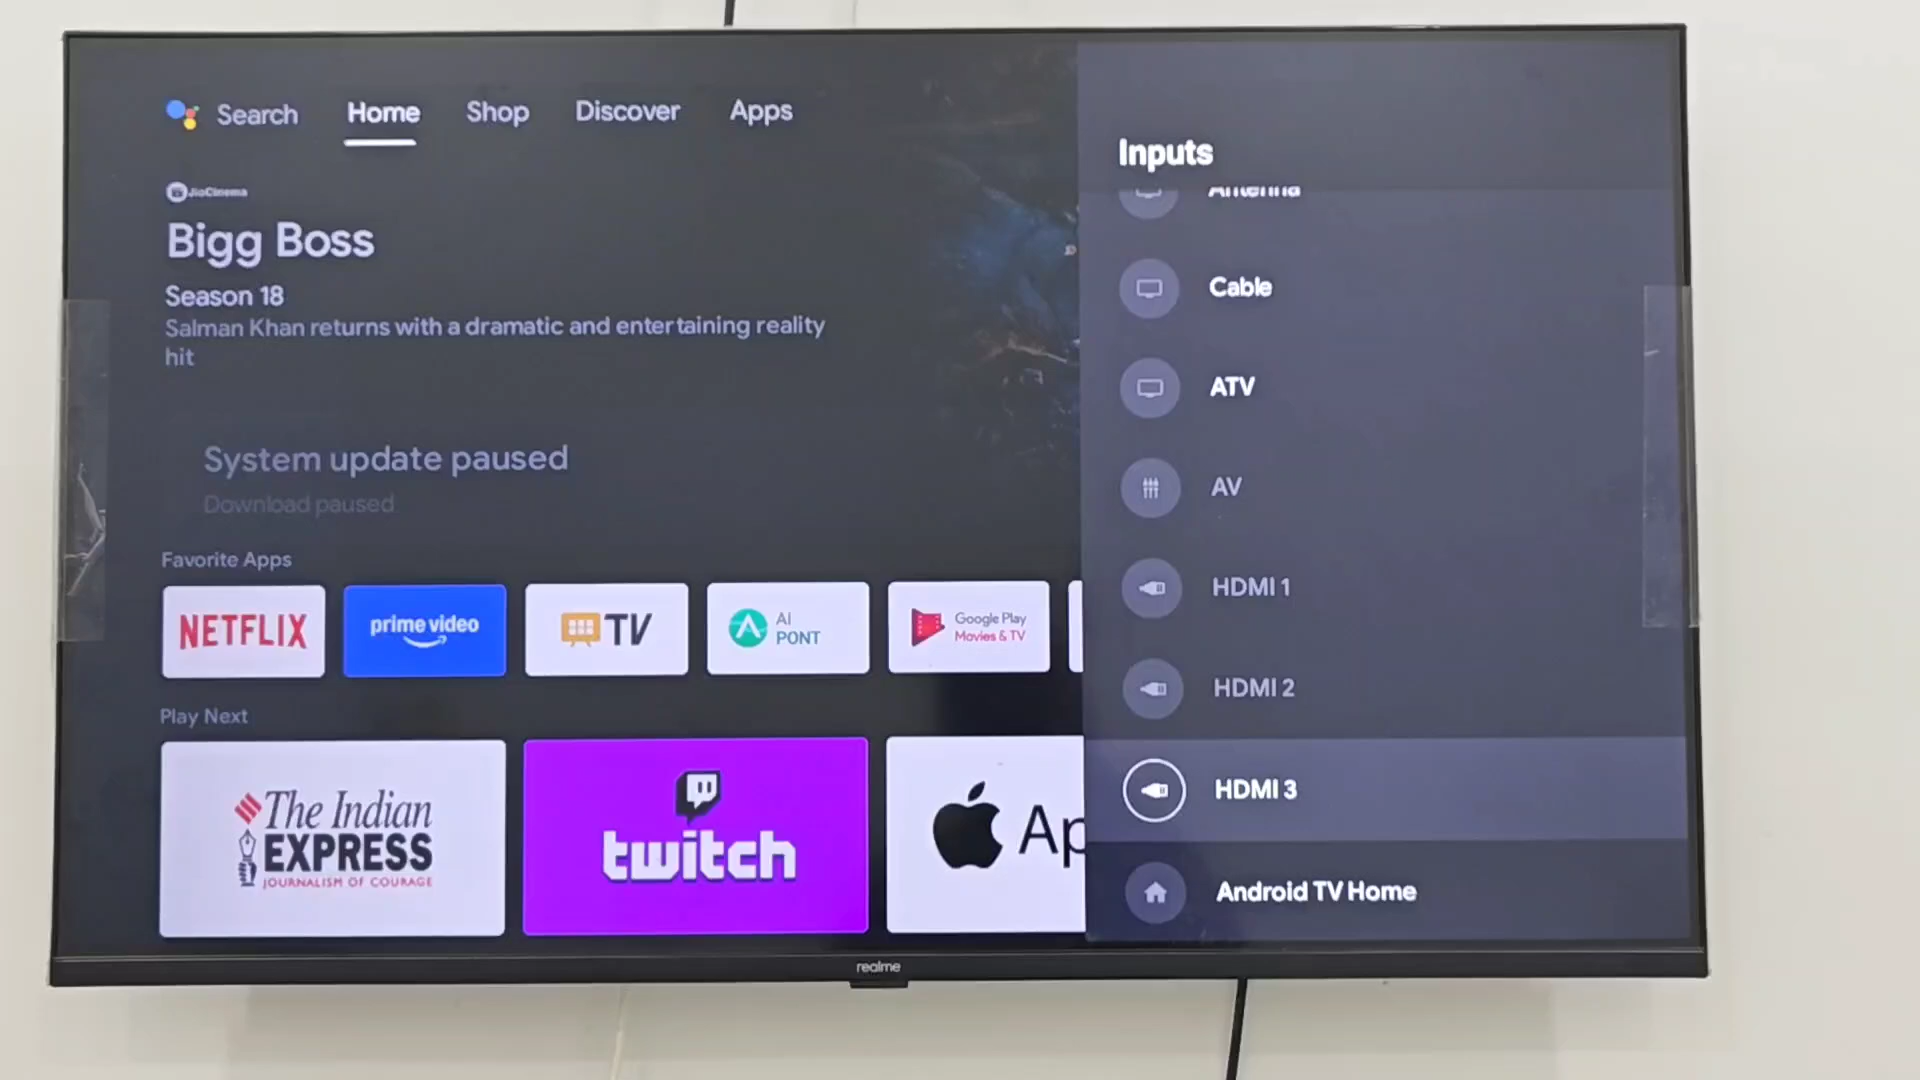 Search Home Shop Discover Apps
JioCinema
Bigg Boss
Season 18
Salman Khan returns with a dramatic and entertaining reality
hit
System update paused
Download paused
Favorite Apps
NETFLIX
prime video
TV
AI
PONT
Google Play
Movies & TV
Play Next
The Indian
EXPRESS
JOURNALISM OF COURAGE
twitch
Ap
Inputs
Antenna
Cable
ATV
AV
HDMI 1
HDMI 2
HDMI 3
Android TV Home
realme